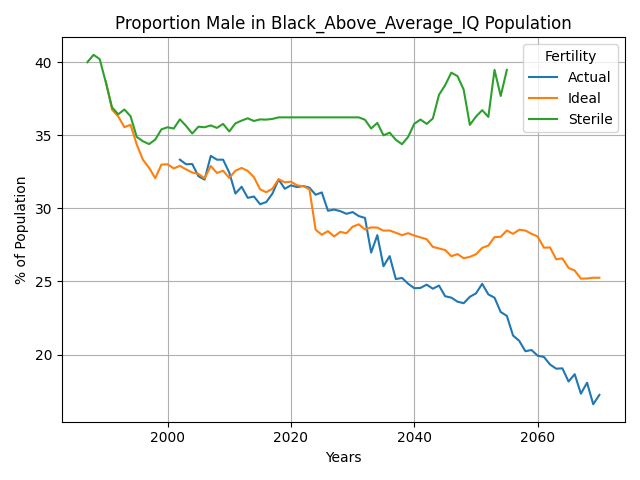 Proportion Male in Black_Above_Average_IQ Population
% of Population
40
35
30
25
20
Fertility
Actual
Ideal
Sterile
2000
2020
2040
2060
Years